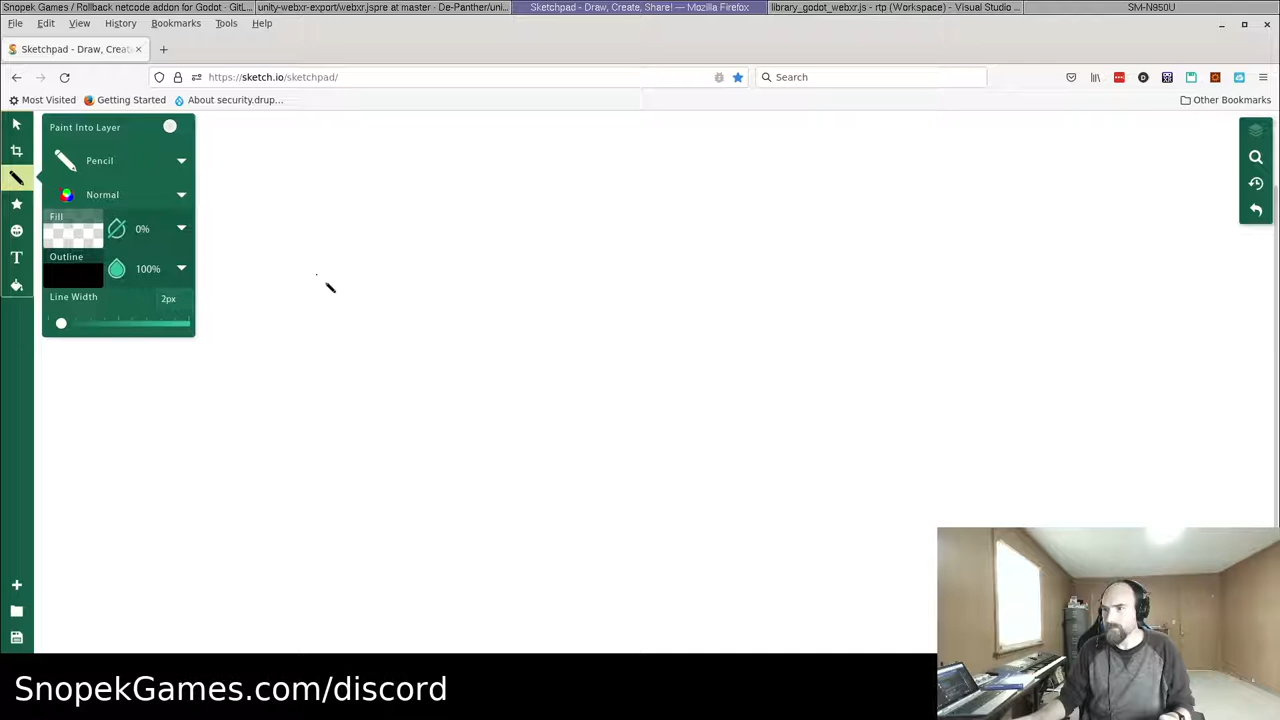 Snopek Games / Rollback netcode addon for Godot - Gitl...
unity-webxr-export/webxr.jspre at master · De-Panther/uni...
Sketchpad - Draw, Create, Share! — Mozilla Firefox
library_godot_webxr.js - rtp (Workspace) - Visual Studio ...
SM-N950U
File Edit View History Bookmarks Tools Help
Sketchpad - Draw, Creat
https://sketch.io/sketchpad/
Search
Most Visited Getting Started About security.drup... Other Bookmarks
Paint Into Layer
Pencil
Normal
Fill
0%
Outline
100%
Line Width
2px
T
SnopekGames.com/discord